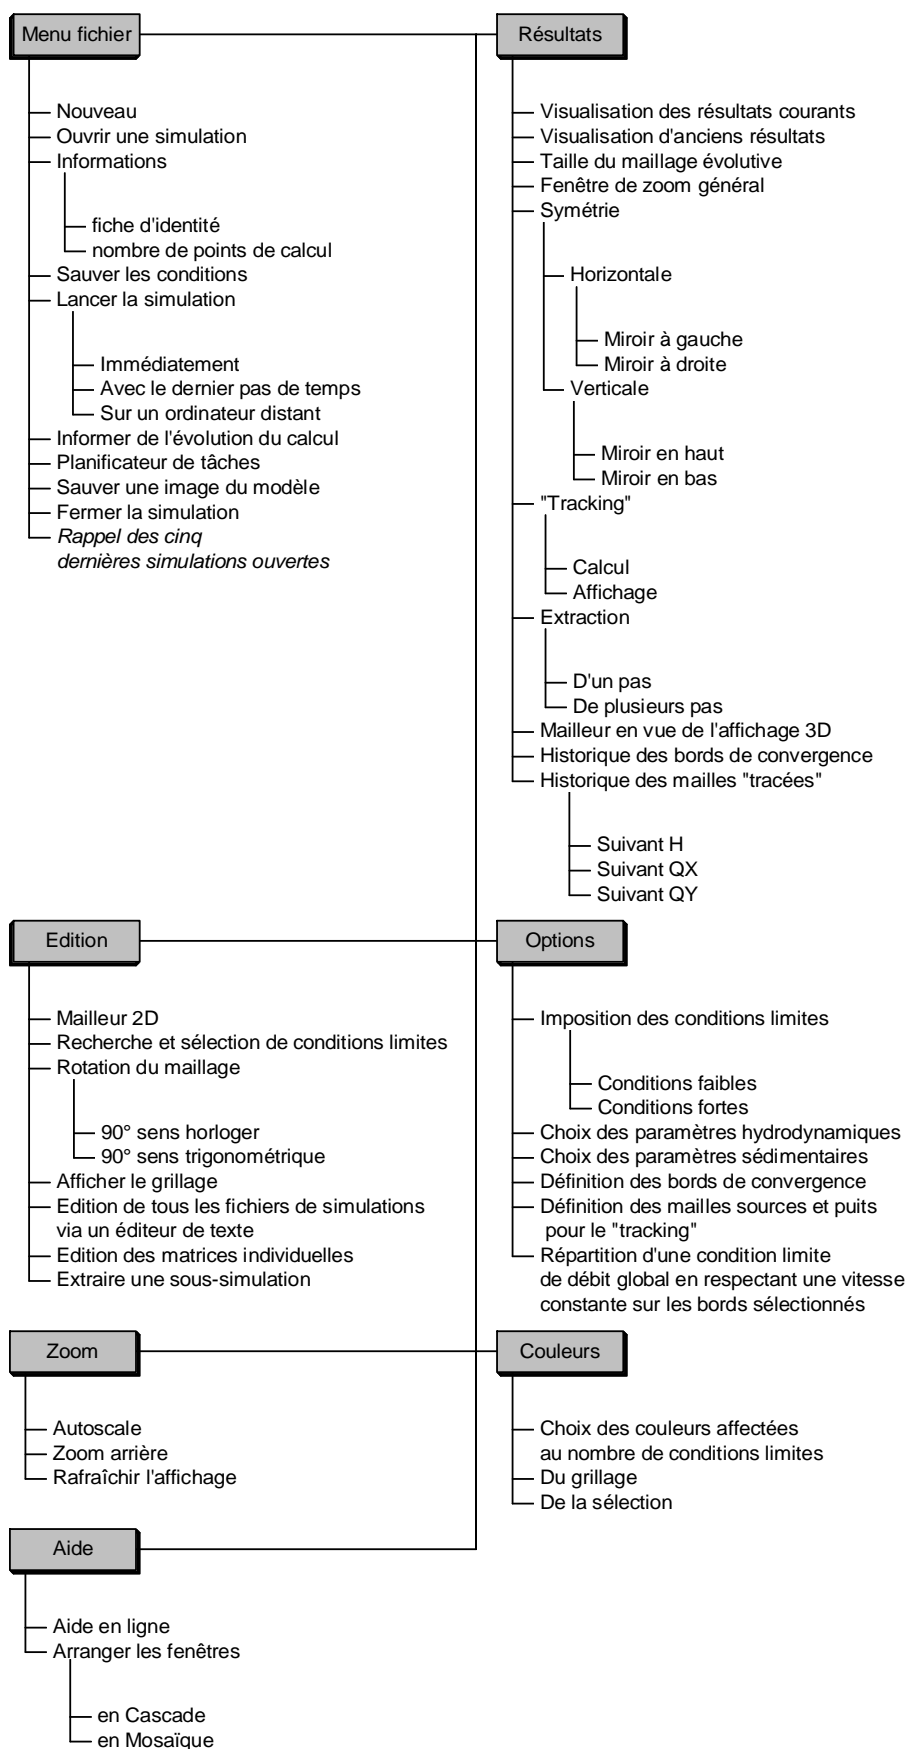 Menu fichier
Nouveau
Ouvrir une simulation
Informations
fiche d'identité
nombre de points de calcul
Sauver les conditions
Lancer la simulation
Immédiatement
Avec le dernier pas de temps
Sur un ordinateur distant
Informer de l'évolution du calcul
Planificateur de tâches
Sauver une image du modèle
Fermer la simulation
Rappel des cinq
dernières simulations ouvertes
Résultats
Visualisation des résultats courants
Visualisation d'anciens résultats
Taille du maillage évolutive
Fenêtre de zoom général
Symétrie
Horizontale
Miroir à gauche
Miroir à droite
Verticale
Miroir en haut
Miroir en bas
"Tracking"
Calcul
Affichage
Extraction
D'un pas
De plusieurs pas
Mailleur en vue de l'affichage 3D
Historique des bords de convergence
Historique des mailles "tracées"
Suivant H
Suivant QX
Suivant QY
Edition
Mailleur 2D
Recherche et sélection de conditions limites
Rotation du maillage
90° sens horloger
90° sens trigonométrique
Afficher le grillage
Edition de tous les fichiers de simulations
via un éditeur de texte
Edition des matrices individuelles
Extraire une sous-simulation
Options
Imposition des conditions limites
Conditions faibles
Conditions fortes
Choix des paramètres hydrodynamiques
Choix des paramètres sédimentaires
Définition des bords de convergence
Définition des mailles sources et puits
pour le "tracking"
Répartition d'une condition limite
de débit global en respectant une vitesse
constante sur les bords sélectionnés
Zoom
Autoscale
Zoom arrière
Rafraîchir l'affichage
Couleurs
Choix des couleurs affectées
au nombre de conditions limites
Du grillage
De la sélection
Aide
Aide en ligne
Arranger les fenêtres
en Cascade
en Mosaïque